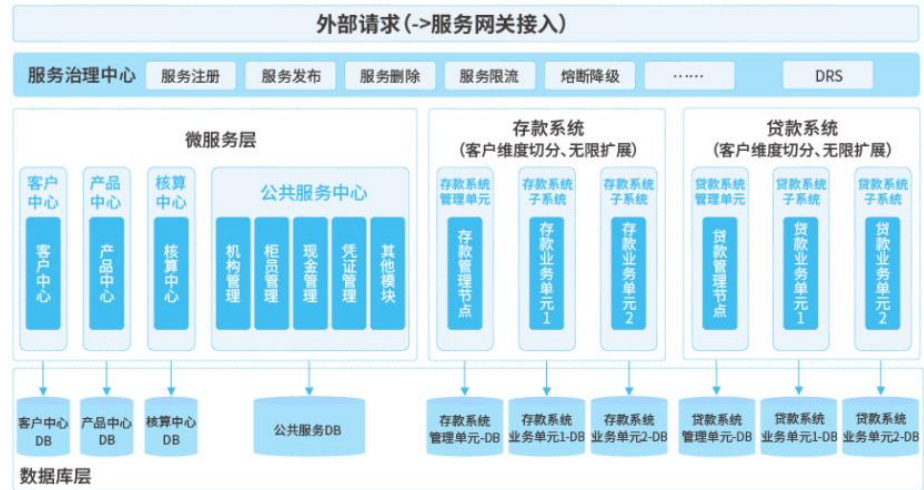 外部请求(->服务网关接入)
服务治理中心 服务注册 服务发布 服务删除 服务限流 熔断降级 …… DRS
微服务层
客户
中心
客户中心
产品
中心
产品中心
核算
中心
核算中心
公共服务中心
机构管理
柜员管理
现金管理
凭证管理
其他模块
存款系统
(客户维度切分、无限扩展)
存款系统
管理单元
存款管理节点
存款系统
子系统
存款业务单元1
存款系统
子系统
存款业务单元2
贷款系统
(客户维度切分、无限扩展)
贷款系统
管理单元
贷款管理节点
贷款系统
子系统
贷款业务单元1
贷款系统
子系统
贷款业务单元2
客户中心
DB
产品中心
DB
核算中心
DB
公共服务DB
存款系统
管理单元-DB
存款系统
业务单元1-DB
存款系统
业务单元2-DB
贷款系统
管理单元-DB
贷款系统
业务单元1-DB
贷款系统
业务单元2-DB
数据库层